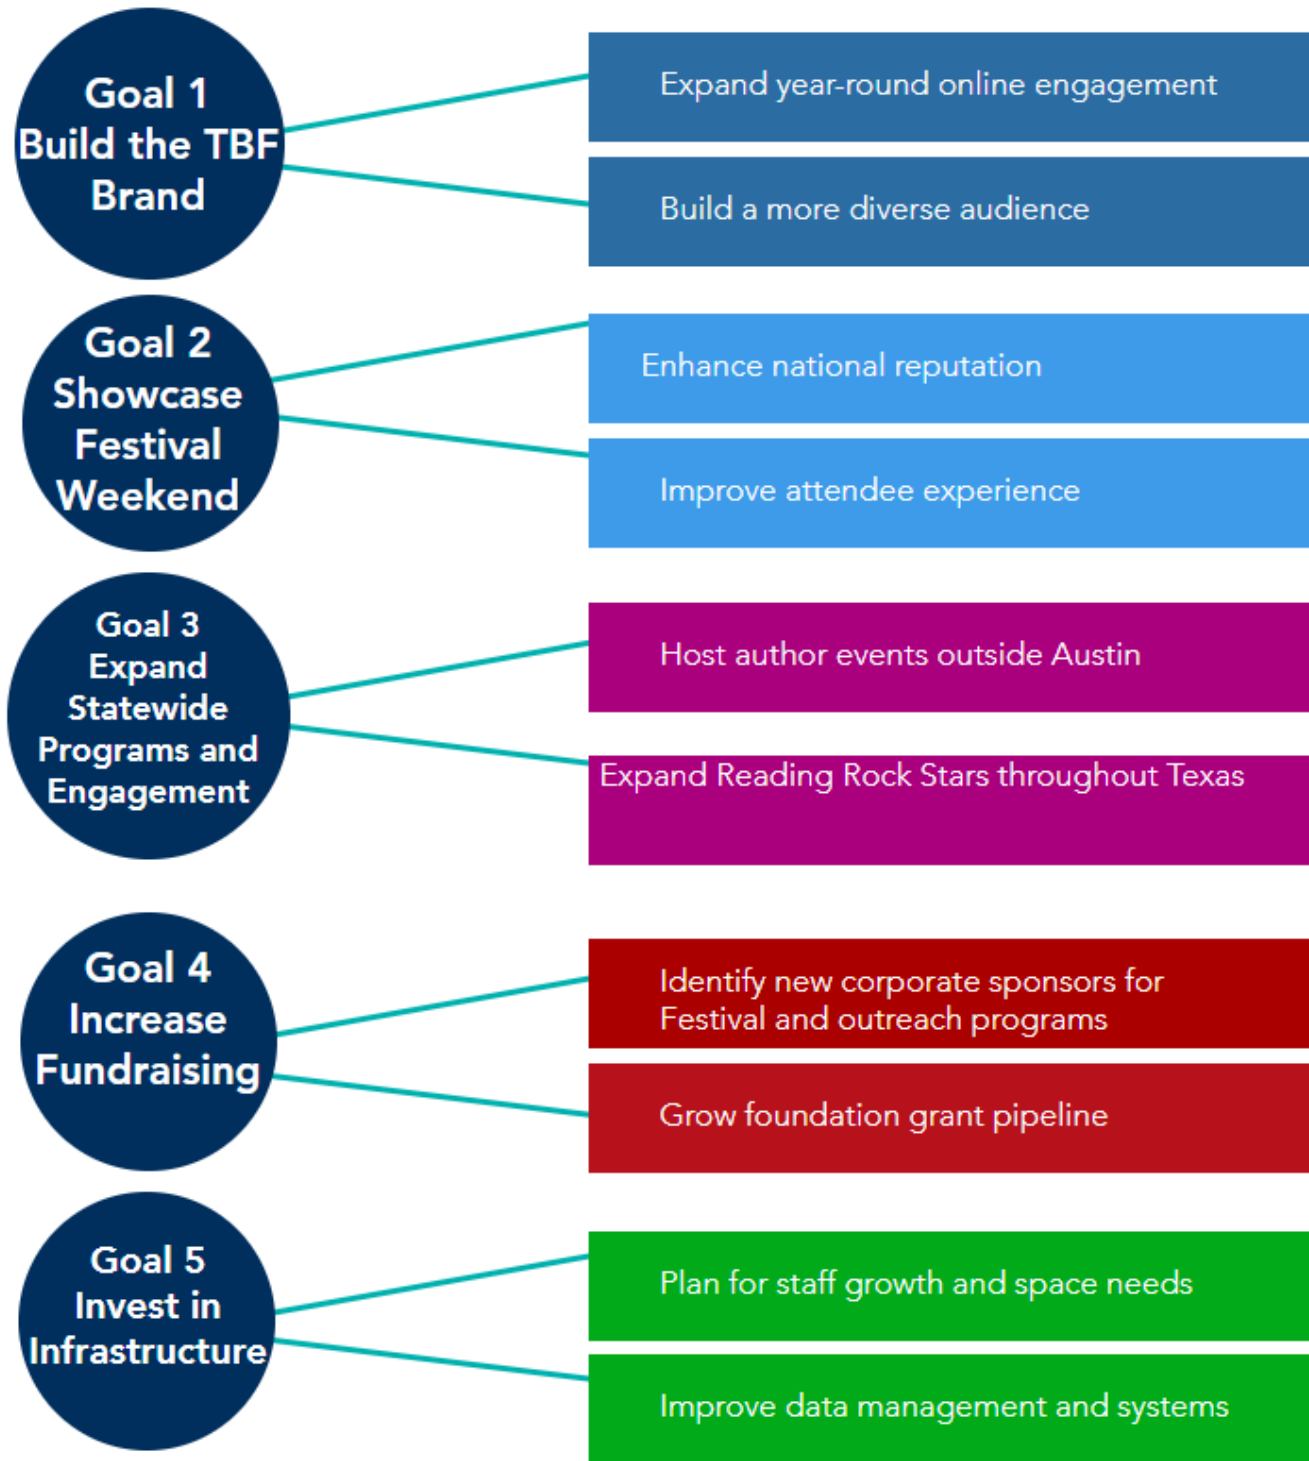 Goal 1
Build the TBF
Brand
Expand year-round online engagement
Build a more diverse audience
Goal 2
Showcase
Festival
Weekend
Enhance national reputation
Improve attendee experience
Goal 3
Expand
Statewide
Programs and
Engagement
Host author events outside Austin
Expand Reading Rock Stars throughout Texas
Goal 4
Increase
Fundraising
Identify new corporate sponsors for
Festival and outreach programs
Grow foundation grant pipeline
Goal 5
Invest in
Infrastructure
Plan for staff growth and space needs
Improve data management and systems